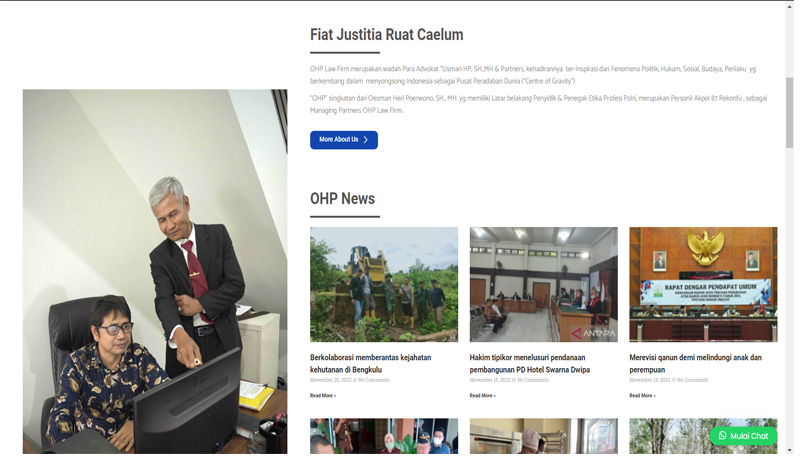 Fiat Justitia Ruat Caelum
OHP Law Firm merupakan wadah Para Advokat "Usman HP, SH.,MH & Partners, kehadirannya ter-Inspirasi dari Fenomena Politik, Hukum, Sosial, Budaya, Perilaku yg
berkembang dalam menyongsong Indonesia sebagai Pusat Peradaban Dunia ("Centre of Gravity")
"OHP" singkatan dari Oesman Heri Poerwono, SH., MH. yg memiliki Latar belakang Penyidik & Penegak Etika Profesi Polri, merupakan Personil Akpol 87 Rekonfu , sebagai
Managing Partners OHP Law Firm.
More About Us
OHP News
RAPAT DENGAR PENDAPAT UMUM
ANTARA
Berkolaborasi memberantas kejahatan
kehutanan di Bengkulu
November 20, 2022 /// No Comments
Read More »
Hakim tipikor menelusuri pendanaan
pembangunan PD Hotel Swarna Dwipa
November 15, 2022 /// No Comments
Read More »
Merevisi qanun demi melindungi anak dan
perempuan
November 13, 2022 /// No Comments
Read More »
Mulai Chat